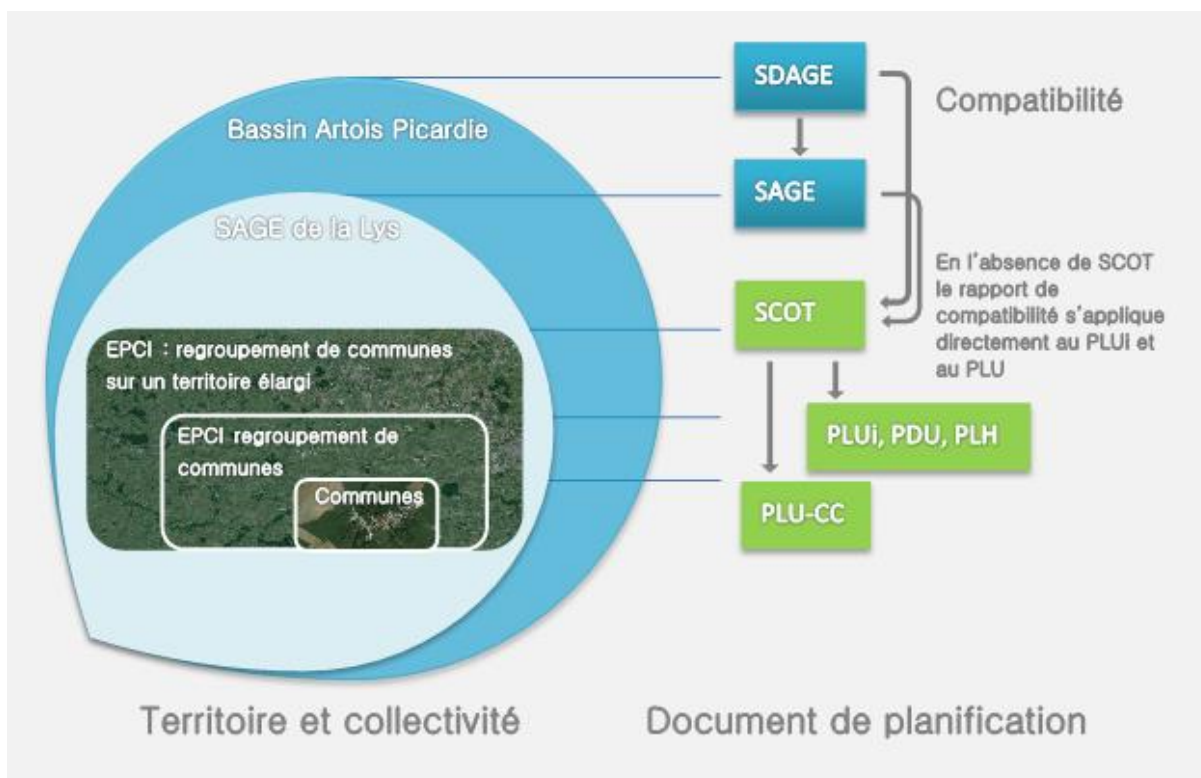 Bassin Artois Picardie
SAGE de la Lys
EPCI : regroupement de communes
sur un territoire élargi
EPCI regroupement de
communes
Communes
Territoire et collectivité
SDAGE
Compatibilité
SAGE
En l'absence de SCOT
le rapport de
compatibilité s'applique
directement au PLUi et
au PLU
SCOT
PLUi, PDU, PLH
PLU-CC
Document de planification